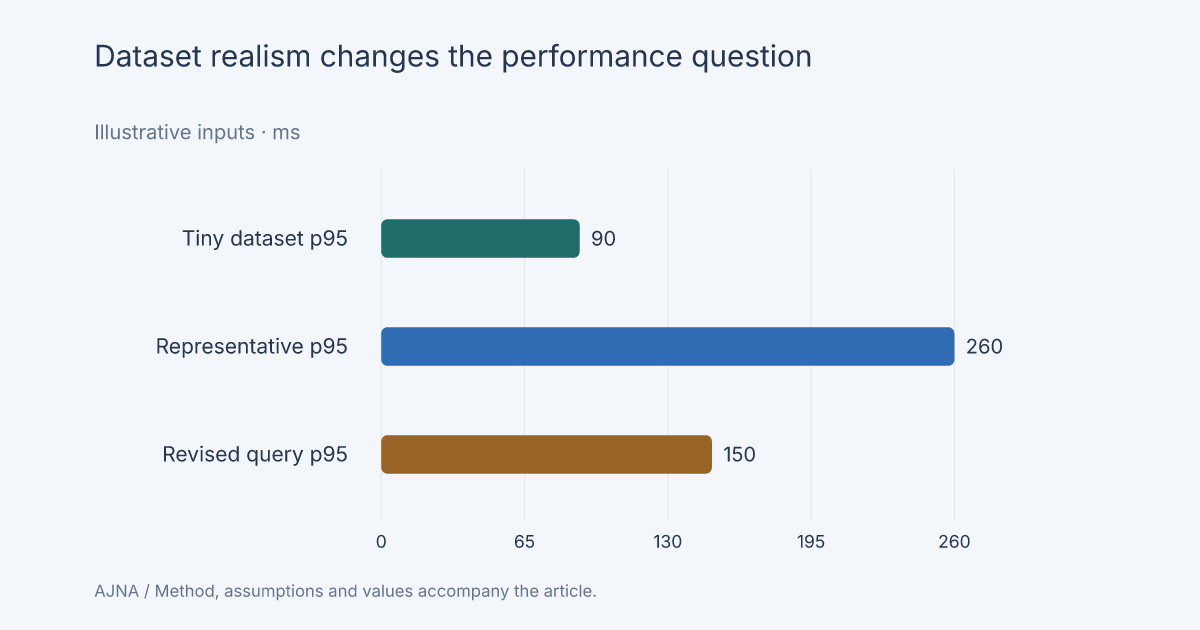 Dataset realism changes the performance question
Illustrative inputs · ms
Tiny dataset p95
90
Representative p95
260
Revised query p95
150
0 65 130 195 260
AJNA / Method, assumptions and values accompany the article.